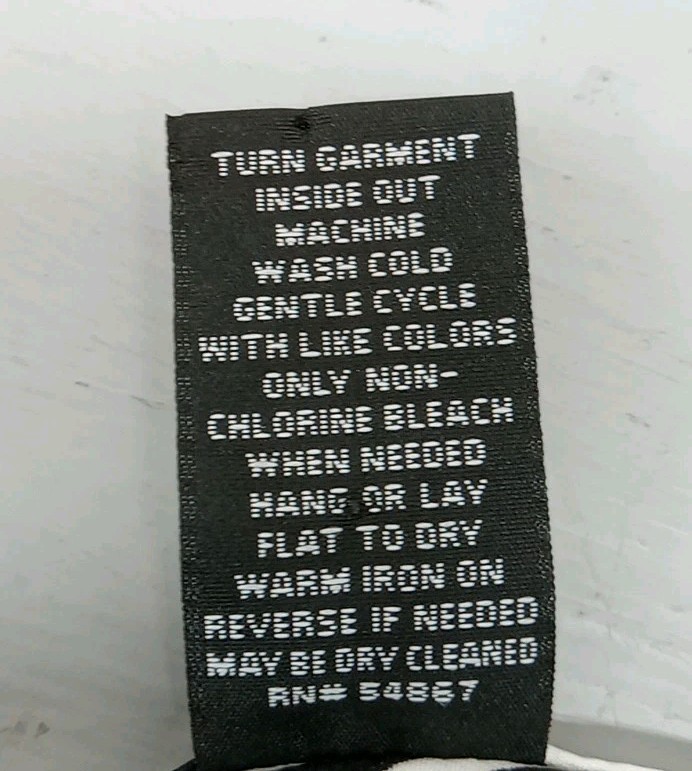 TURN GARMENT
INSIDE OUT
MACHINE
WASH COLD
GENTLE CYCLE
WITH LIKE COLORS
ONLY NON-
CHLORINE BLEACH
WHEN NEEDED
HANG OR LAY
FLAT TO DRY
WARM IRON ON
REVERSE IF NEEDED
MAY BE DRY CLEANED
RN# 54867